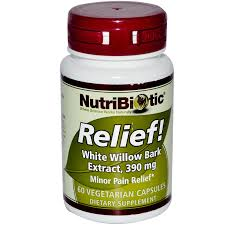 NutriBiotic®
Relief!
White Willow Bark
Extract, 390 mg
Minor Pain Relief*
60 VEGETARIAN CAPSULES
DIETARY SUPPLEMENT